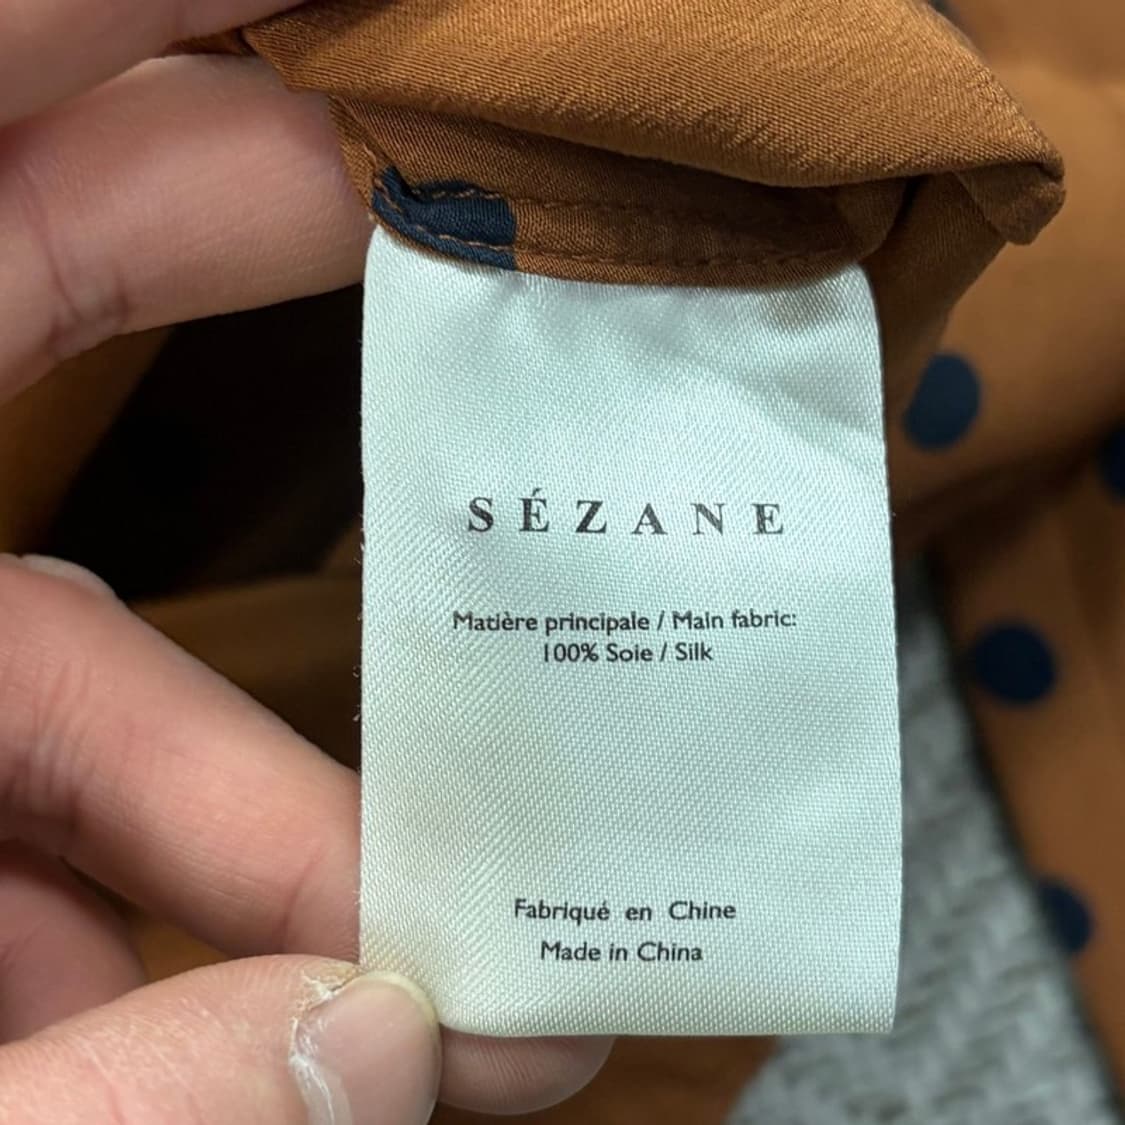 SÉZANE
Matière principale / Main fabric:
100% Soie / Silk
Fabriqué en Chine
Made in China